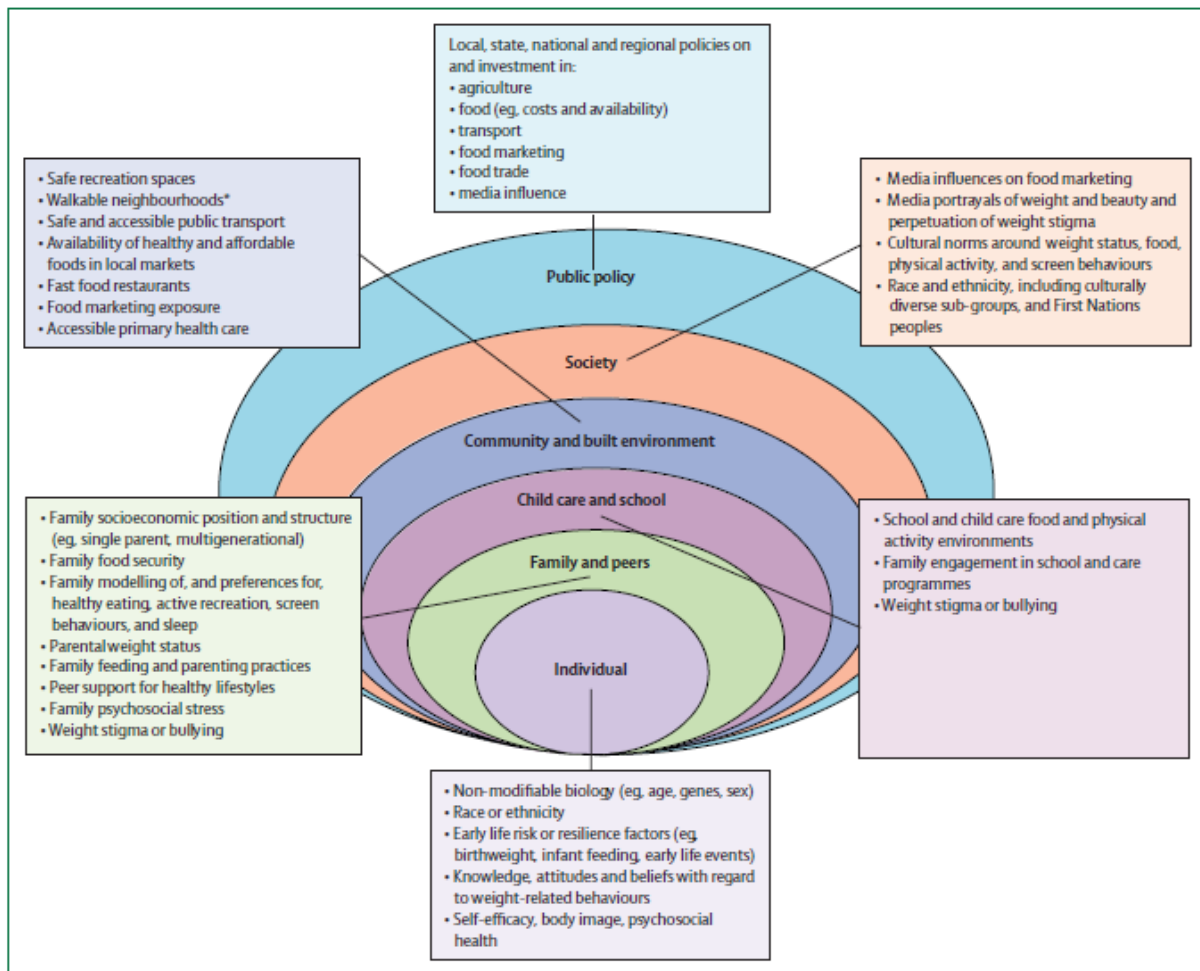 Local, state, national and regional policies on
and investment in:
• agriculture
• food (eg, costs and availability)
• transport
• food marketing
• food trade
• media influence
• Safe recreation spaces
• Walkable neighbourhoods*
• Safe and accessible public transport
• Availability of healthy and affordable
foods in local markets
• Fast food restaurants
• Food marketing exposure
• Accessible primary health care
• Media influences on food marketing
• Media portrayals of weight and beauty and
perpetuation of weight stigma
• Cultural norms around weight status, food,
physical activity, and screen behaviours
• Race and ethnicity, including culturally
diverse sub-groups, and First Nations
peoples
Public policy
Society
Community and built environment
Child care and school
Family and peers
Individual
• Family socioeconomic position and structure
(eg, single parent, multigenerational)
• Family food security
• Family modelling of, and preferences for,
healthy eating, active recreation, screen
behaviours, and sleep
• Parental weight status
• Family feeding and parenting practices
• Peer support for healthy lifestyles
• Family psychosocial stress
• Weight stigma or bullying
• School and child care food and physical
activity environments
• Family engagement in school and care
programmes
• Weight stigma or bullying
• Non-modifiable biology (eg, age, genes, sex)
• Race or ethnicity
• Early life risk or resilience factors (eg,
birthweight, infant feeding, early life events)
• Knowledge, attitudes and beliefs with regard
to weight-related behaviours
• Self-efficacy, body image, psychosocial
health